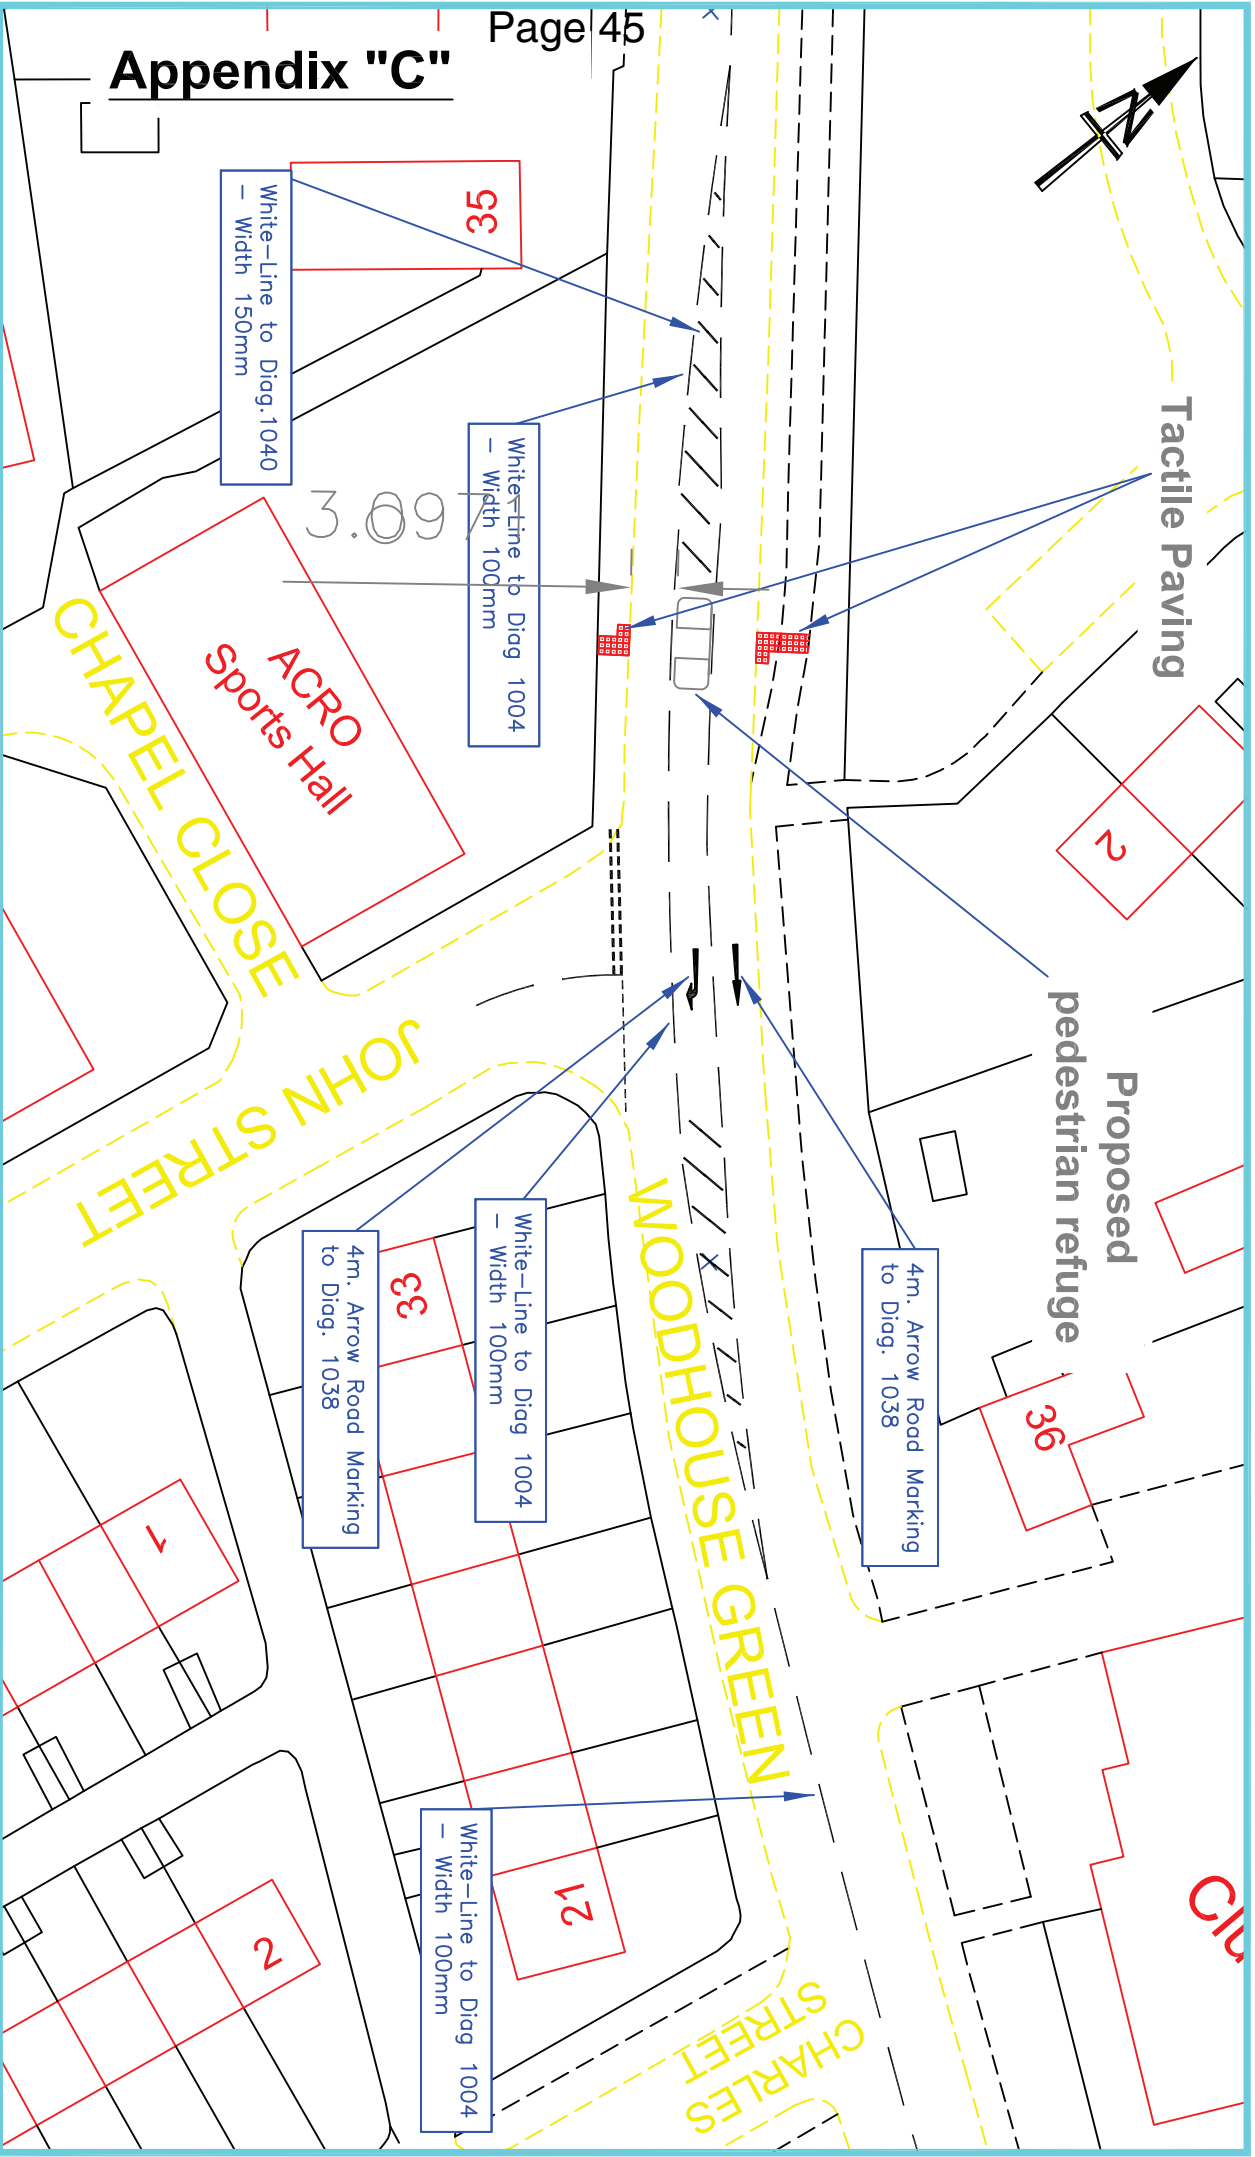 Page 45
Appendix "C"
N
35
White-Line to Diag.1040
- Width 150mm
White-Line to Diag 1004
- Width 100mm
Tactile Paving
ACRO
Sports Hall
CHAPEL CLOSE
2
Proposed
pedestrian refuge
JOHN STREET
WOODHOUSE GREEN
4m. Arrow Road Marking
to Diag. 1038
33
White-Line to Diag 1004
- Width 100mm
4m. Arrow Road Marking
to Diag. 1038
36
1
21
White-Line to Diag 1004
- Width 100mm
2
CHARLES
STREET
Clu